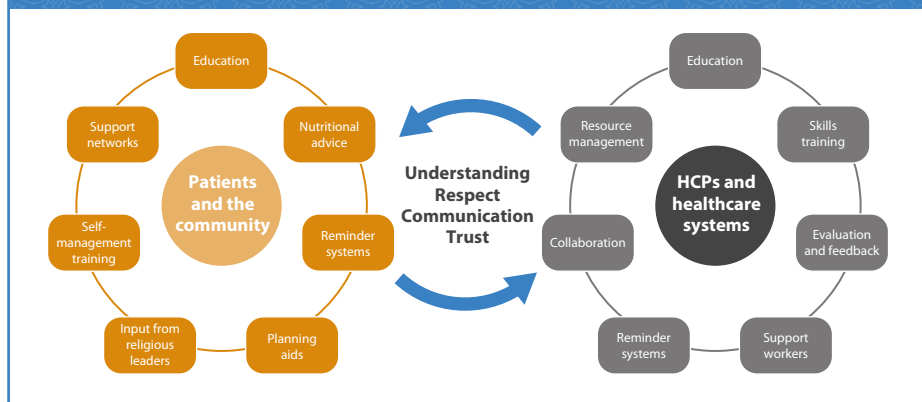 Education
Nutritional
advice
Reminder
systems
Planning
aids
Input from
religious
leaders
Self-
management
training
Support
networks
Patients
and the
community
Understanding
Respect
Communication
Trust
Education
Skills
training
Evaluation
and feedback
Support
workers
Reminder
systems
Collaboration
Resource
management
HCPs and
healthcare
systems